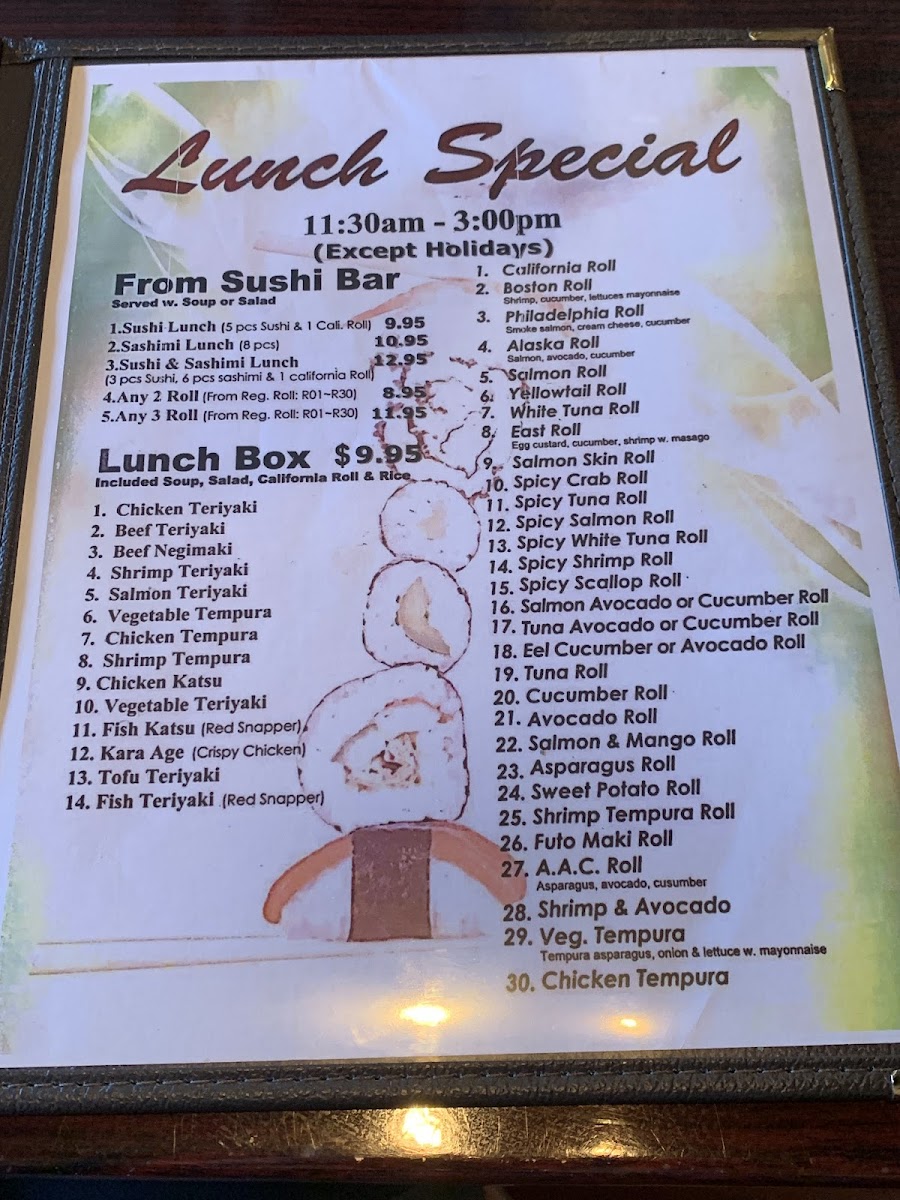 Lunch Special
11:30am - 3:00pm
(Except Holidays)
From Sushi Bar
Served w. Soup or Salad
1.Sushi Lunch (5 pcs Sushi & 1 Cali. Roll) 9.95
2.Sashimi Lunch (8 pcs) 10.95
3.Sushi & Sashimi Lunch 12.95
(3 pcs Sushi, 6 pcs sashimi & 1 california Roll)
4.Any 2 Roll (From Reg. Roll: R01~R30) 8.95
5.Any 3 Roll (From Reg. Roll: R01~R30) 11.95
Lunch Box $9.95
Included Soup, Salad, California Roll & Rice
1. Chicken Teriyaki
2. Beef Teriyaki
3. Beef Negimaki
4. Shrimp Teriyaki
5. Salmon Teriyaki
6. Vegetable Tempura
7. Chicken Tempura
8. Shrimp Tempura
9. Chicken Katsu
10. Vegetable Teriyaki
11. Fish Katsu (Red Snapper)
12. Kara Age (Crispy Chicken)
13. Tofu Teriyaki
14. Fish Teriyaki (Red Snapper)
1. California Roll
2. Boston Roll
Shrimp, cucumber, lettuces mayonnaise
3. Philadelphia Roll
Smoke salmon, cream cheese, cucumber
4. Alaska Roll
Salmon, avocado, cucumber
5. Salmon Roll
6. Yellowtail Roll
7. White Tuna Roll
8. East Roll
Egg custard, cucumber, shrimp w. masago
9. Salmon Skin Roll
10. Spicy Crab Roll
11. Spicy Tuna Roll
12. Spicy Salmon Roll
13. Spicy White Tuna Roll
14. Spicy Shrimp Roll
15. Spicy Scallop Roll
16. Salmon Avocado or Cucumber Roll
17. Tuna Avocado or Cucumber Roll
18. Eel Cucumber or Avocado Roll
19. Tuna Roll
20. Cucumber Roll
21. Avocado Roll
22. Salmon & Mango Roll
23. Asparagus Roll
24. Sweet Potato Roll
25. Shrimp Tempura Roll
26. Futo Maki Roll
27. A.A.C. Roll
Asparagus, avocado, cusumber
28. Shrimp & Avocado
29. Veg. Tempura
Tempura asparagus, onion & lettuce w. mayonnaise
30. Chicken Tempura